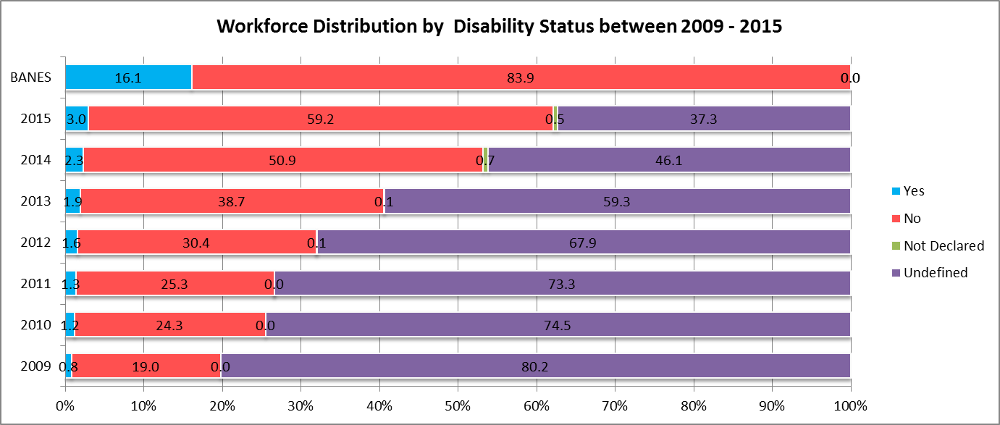 Workforce Distribution by  Disability Status between 2009 - 2015
BANES 16.1 83.9 0.0
2015 3.0 59.2 0.5 37.3
2014 2.3 50.9 0.7 46.1
2013 1.9 38.7 0.1 59.3
2012 1.6 30.4 0.1 67.9
2011 1.3 25.3 0.0 73.3
2010 1.2 24.3 0.0 74.5
2009 0.8 19.0 0.0 80.2
0% 10% 20% 30% 40% 50% 60% 70% 80% 90% 100%
Yes
No
Not Declared
Undefined